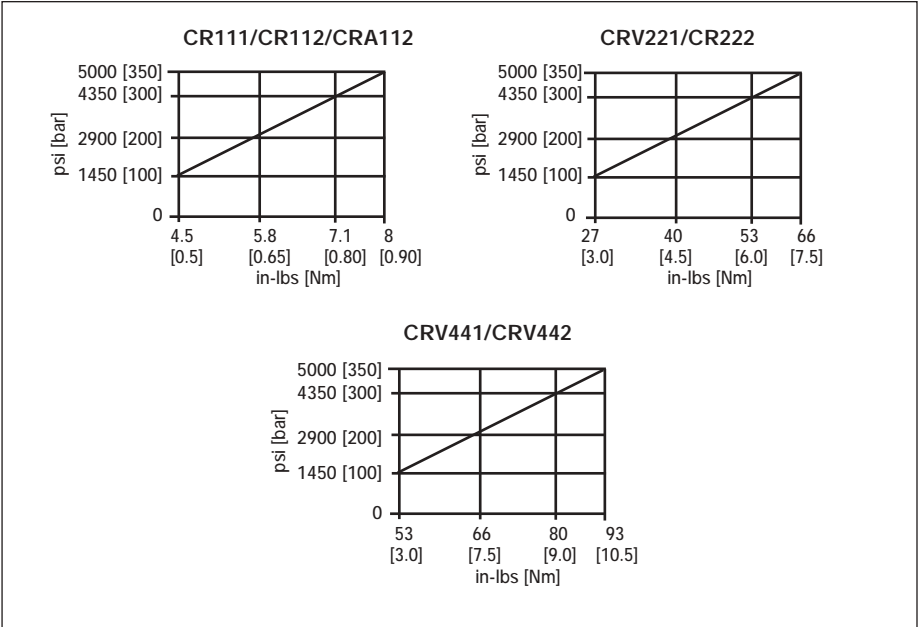 CR111/CR112/CRA112
5000 [350]
4350 [300]
2900 [200]
1450 [100]
0
psi [bar]
4.5 5.8 7.1 8
[0.5] [0.65] [0.80] [0.90]
in-lbs [Nm]
CRV221/CR222
5000 [350]
4350 [300]
2900 [200]
1450 [100]
0
psi [bar]
27 40 53 66
[3.0] [4.5] [6.0] [7.5]
in-lbs [Nm]
CRV441/CRV442
5000 [350]
4350 [300]
2900 [200]
1450 [100]
0
psi [bar]
53 66 80 93
[3.0] [7.5] [9.0] [10.5]
in-lbs [Nm]